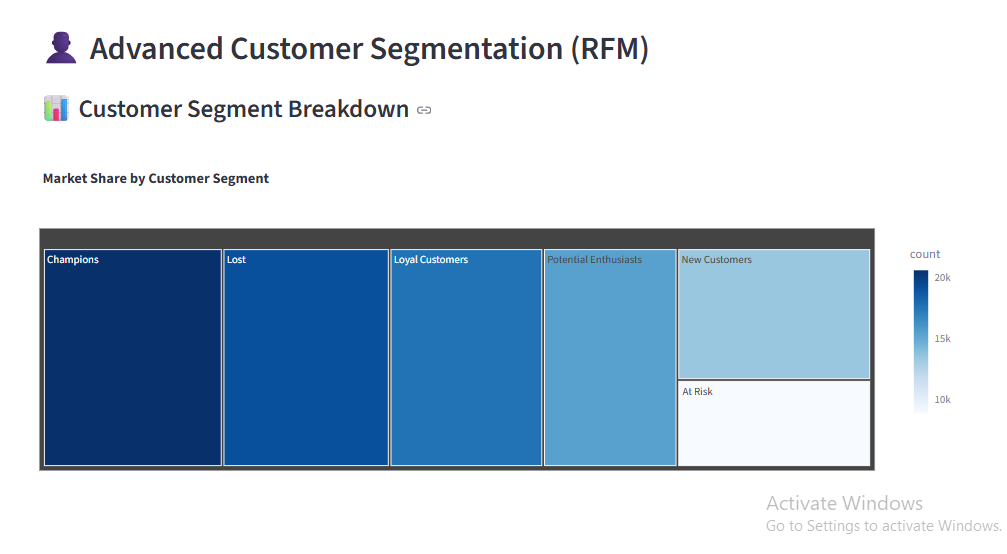 Advanced Customer Segmentation (RFM)
Customer Segment Breakdown
Market Share by Customer Segment
Champions
Lost
Loyal Customers
Potential Enthusiasts
New Customers
At Risk
count
20k
15k
10k
Activate Windows
Go to Settings to activate Windows.